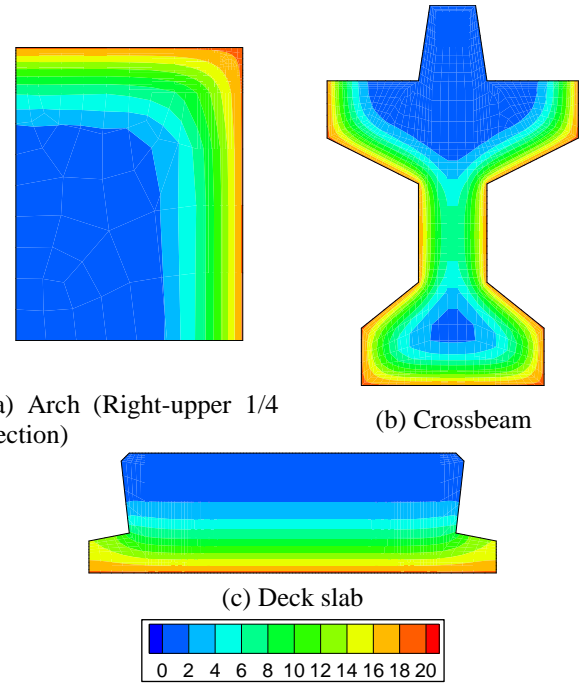 a) Arch (Right-upper 1/4
ection)
(b) Crossbeam
(c) Deck slab
0 2 4 6 8 10 12 14 16 18 20